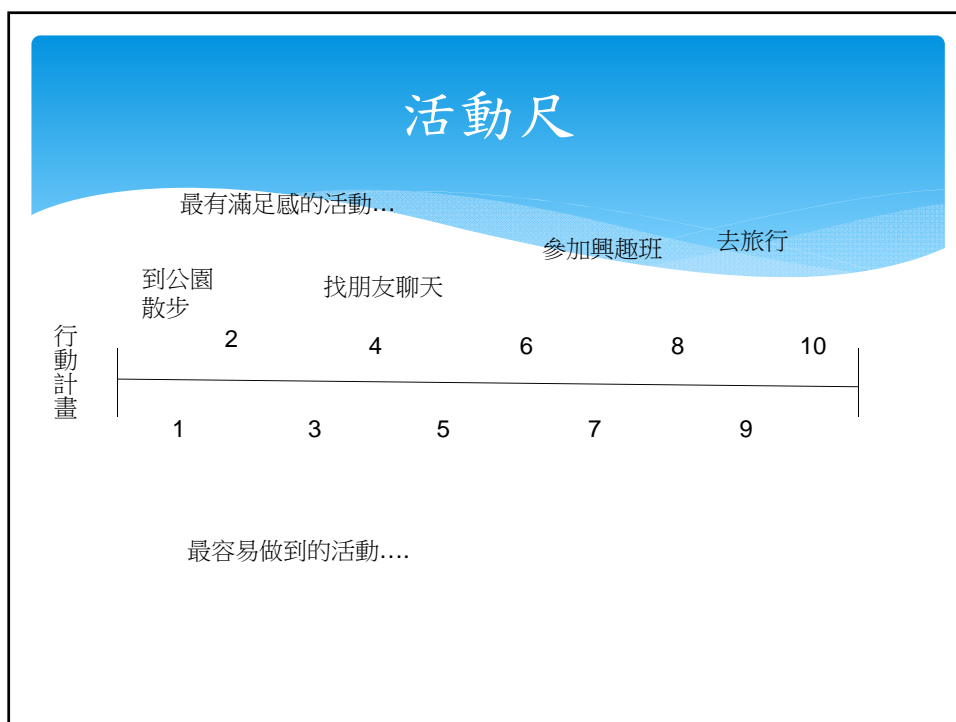 活動尺
最有滿足感的活動…
參加興趣班
去旅行
到公園
散步
找朋友聊天
行動計畫
2 4 6 8 10
1 3 5 7 9
最容易做到的活動….